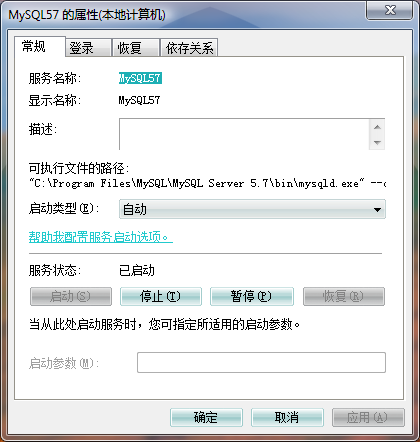 MySQL57 的属性(本地计算机)
常规 登录 恢复 依存关系
服务名称: MySQL57
显示名称: MySQL57
描述:
可执行文件的路径:
"C:\Program Files\MySQL\MySQL Server 5.7\bin\mysqld.exe" --d
启动类型(E): 自动
帮助我配置服务启动选项。
服务状态: 已启动
启动(S) 停止(T) 暂停(P) 恢复(R)
当从此处启动服务时，您可指定所适用的启动参数。
启动参数(M):
确定 取消 应用(A)